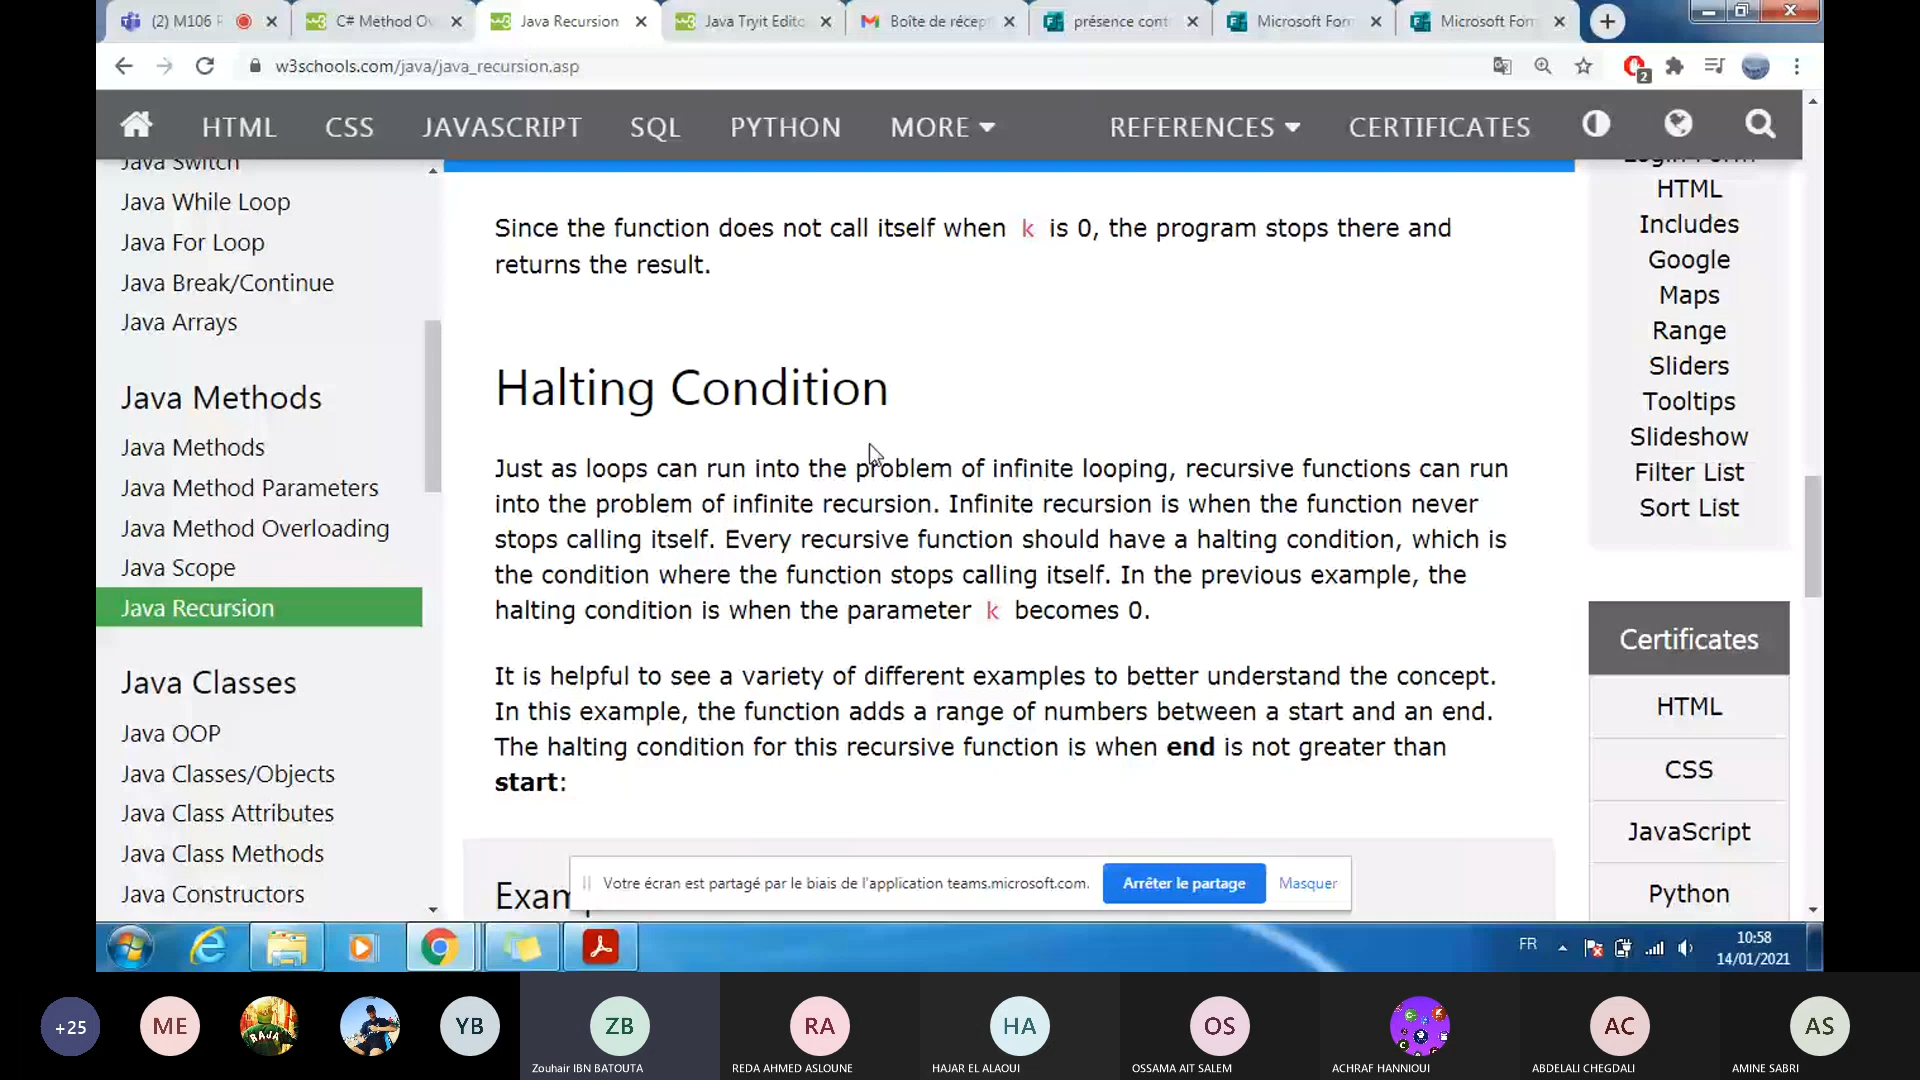 (2) M106 F
C# Method Ov
Java Recursion
Java Tryit Edito
Boîte de récep
présence cont
Microsoft For
Microsoft For
w3schools.com/java/java_recursion.asp
2
HTML
CSS
JAVASCRIPT
SQL
PYTHON
MORE
REFERENCES
CERTIFICATES
Java Switch
Java While Loop
Java For Loop
Java Break/Continue
Java Arrays
Java Methods
Java Methods
Java Method Parameters
Java Method Overloading
Java Scope
Java Recursion
Java Classes
Java OOP
Java Classes/Objects
Java Class Attributes
Java Class Methods
Java Constructors
Since the function does not call itself when k is 0, the program stops there and
returns the result.
Halting Condition
Just as loops can run into the problem of infinite looping, recursive functions can run
into the problem of infinite recursion. Infinite recursion is when the function never
stops calling itself. Every recursive function should have a halting condition, which is
the condition where the function stops calling itself. In the previous example, the
halting condition is when the parameter k becomes 0.
It is helpful to see a variety of different examples to better understand the concept.
In this example, the function adds a range of numbers between a start and an end.
The halting condition for this recursive function is when end is not greater than
start:
Exam
Votre écran est partagé par le biais de l'application teams.microsoft.com.
Arrêter le partage
Masquer
Login Form
HTML
Includes
Google
Maps
Range
Sliders
Tooltips
Slideshow
Filter List
Sort List
Certificates
HTML
CSS
JavaScript
Python
FR
10:58
14/01/2021
+25
ME
RAJA
YB
ZB
Zouhair IBN BATOUTA
RA
REDA AHMED ASLOUNE
HA
HAJAR EL ALAOUI
OS
OSSAMA AIT SALEM
ACHRAF HANNIOUI
AC
ABDELALI CHEGDALI
AS
AMINE SABRI